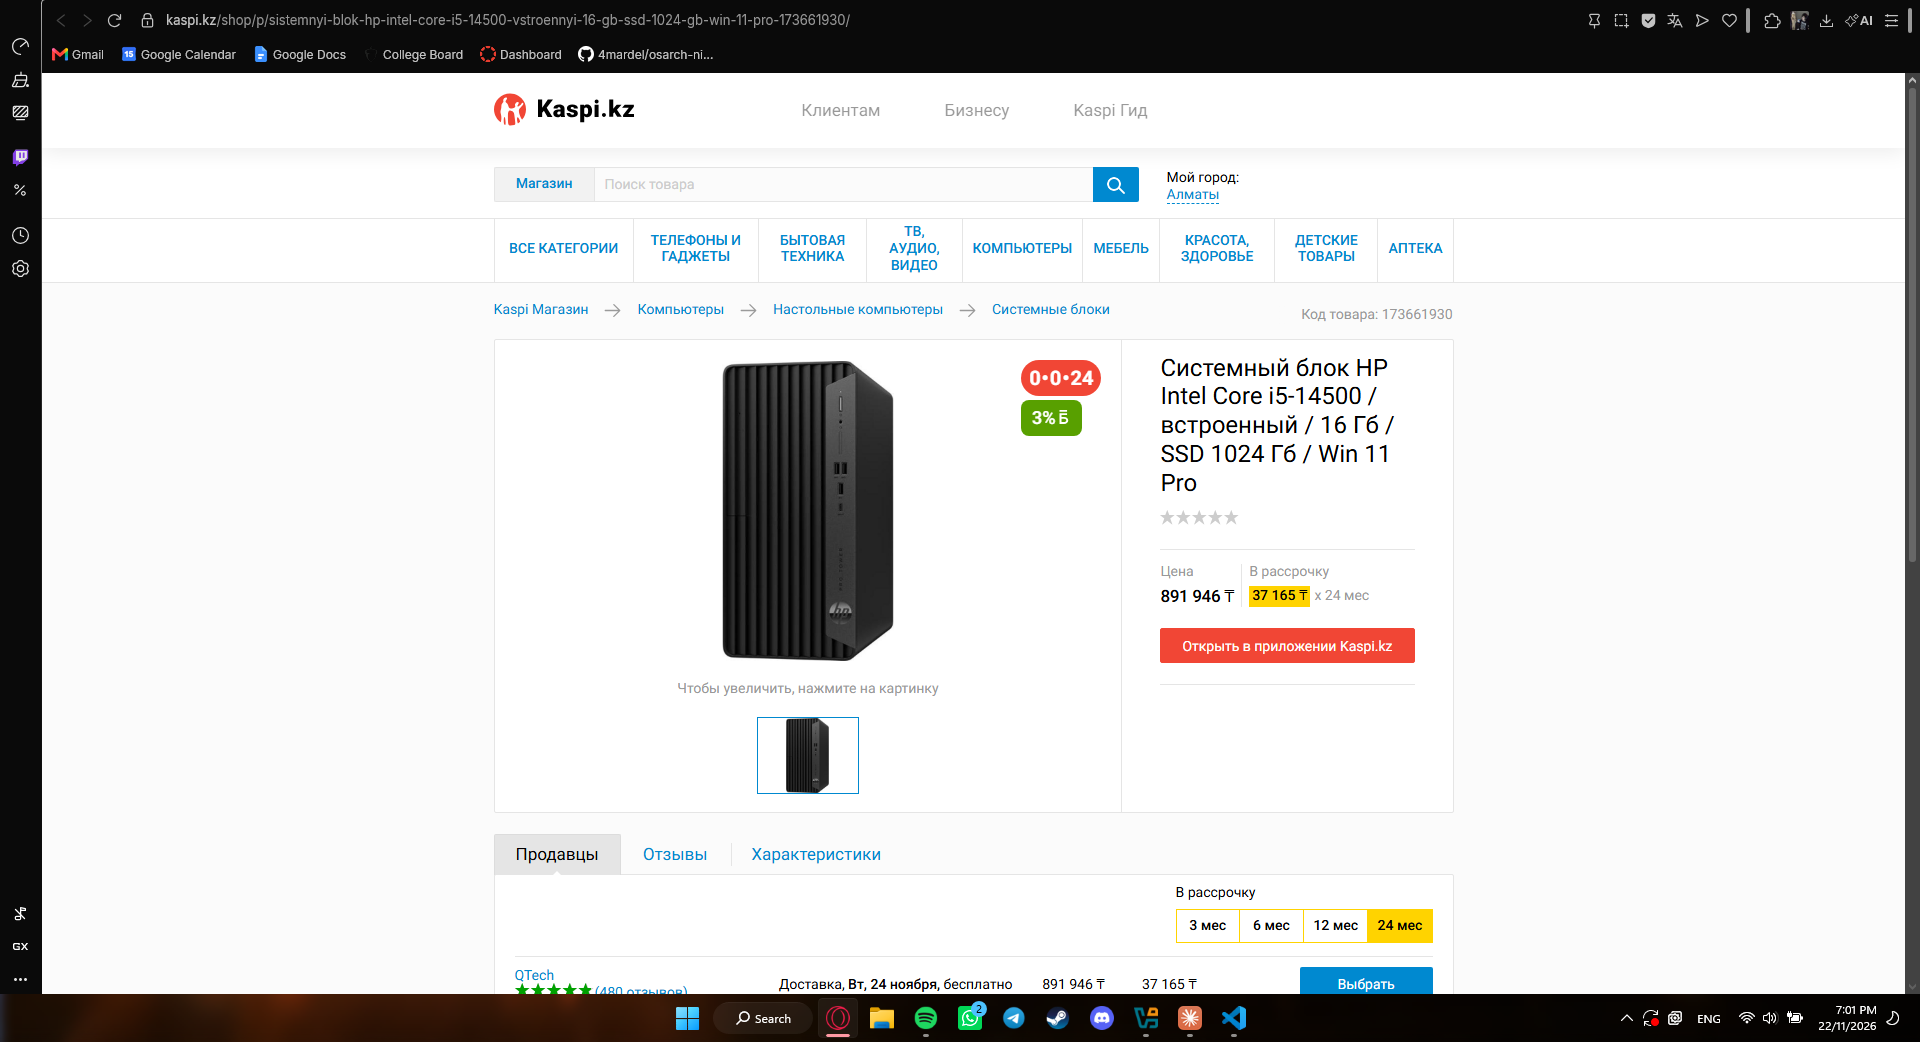 kaspi.kz/shop/p/sistemnyi-blok-hp-intel-core-i5-14500-vstroennyi-16-gb-ssd-1024-gb-win-11-pro-173661930/
AI
Gmail
15
Google Calendar
Google Docs
College Board
Dashboard
4mardel/osarch-ni...
Kaspi.kz
Клиентам
Бизнесу
Kaspi Гид
Магазин
Поиск товара
Мой город:
Алматы
ВСЕ КАТЕГОРИИ
ТЕЛЕФОНЫ И
ГАДЖЕТЫ
БЫТОВАЯ
ТЕХНИКА
ТВ,
АУДИО,
ВИДЕО
КОМПЬЮТЕРЫ
МЕБЕЛЬ
КРАСОТА,
ЗДОРОВЬЕ
ДЕТСКИЕ
ТОВАРЫ
АПТЕКА
Kaspi Магазин
Компьютеры
Настольные компьютеры
Системные блоки
Код товара: 173661930
0•0•24
3% Б
hp
Системный блок HP
Intel Core i5-14500 /
встроенный / 16 Гб /
SSD 1024 Гб / Win 11
Pro
Цена
891 946 ₸
В рассрочку
37 165 ₸ x 24 мес
Открыть в приложении Kaspi.kz
Чтобы увеличить, нажмите на картинку
Продавцы
Отзывы
Характеристики
В рассрочку
3 мес
6 мес
12 мес
24 мес
QTech
(480 отзывов)
Доставка, Вт, 24 ноября, бесплатно
891 946 ₸
37 165 ₸
Выбрать
GX
Search
2
ENG
7:01 PM
22/11/2026